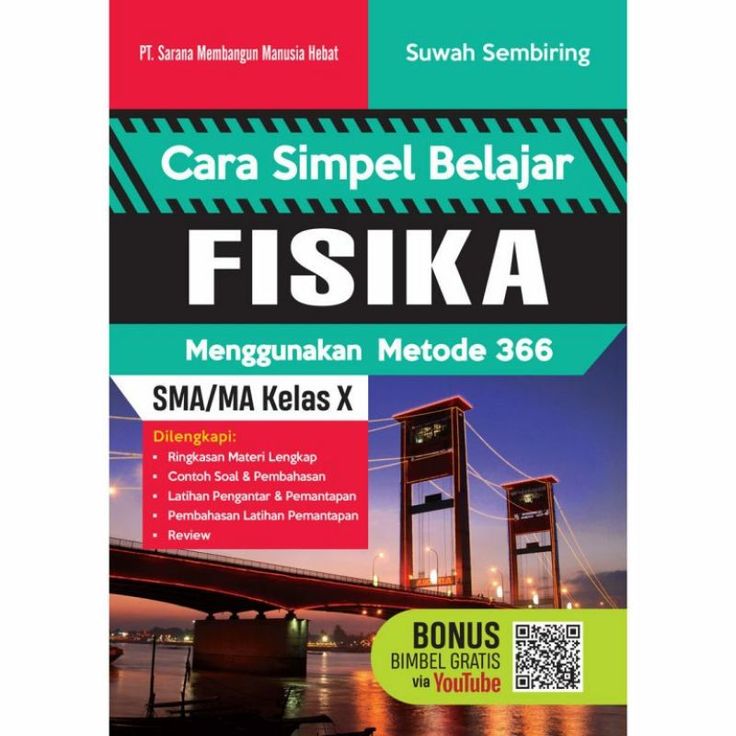 PT. Sarana Membangun Manusia Hebat
Suwah Sembiring
Cara Simpel Belajar
FISIKA
Menggunakan Metode 366
SMA/MA Kelas X
Dilengkapi:
▪ Ringkasan Materi Lengkap
▪ Contoh Soal & Pembahasan
▪ Latihan Pengantar & Pemantapan
▪ Pembahasan Latihan Pemantapan
▪ Review
BONUS
BIMBEL GRATIS
via YouTube